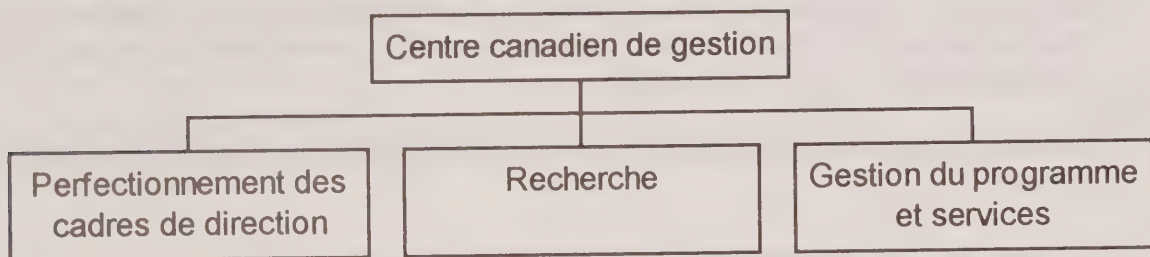 Centre canadien de gestion
Perfectionnement des
cadres de direction
Recherche
Gestion du programme
et services